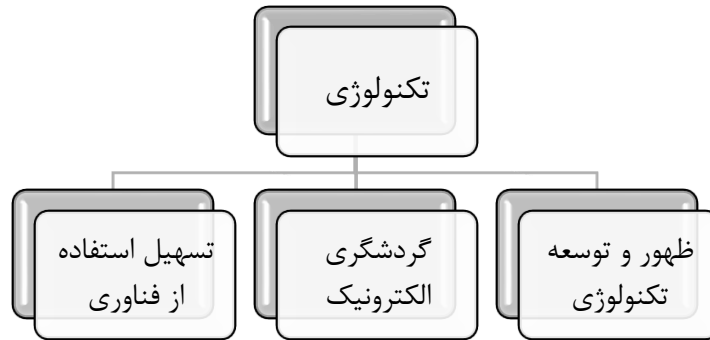 تکنولوژی
ظهور و توسعه
تکنولوژی
گردشگری
الکترونیک
تسهیل استفاده
از فناوری